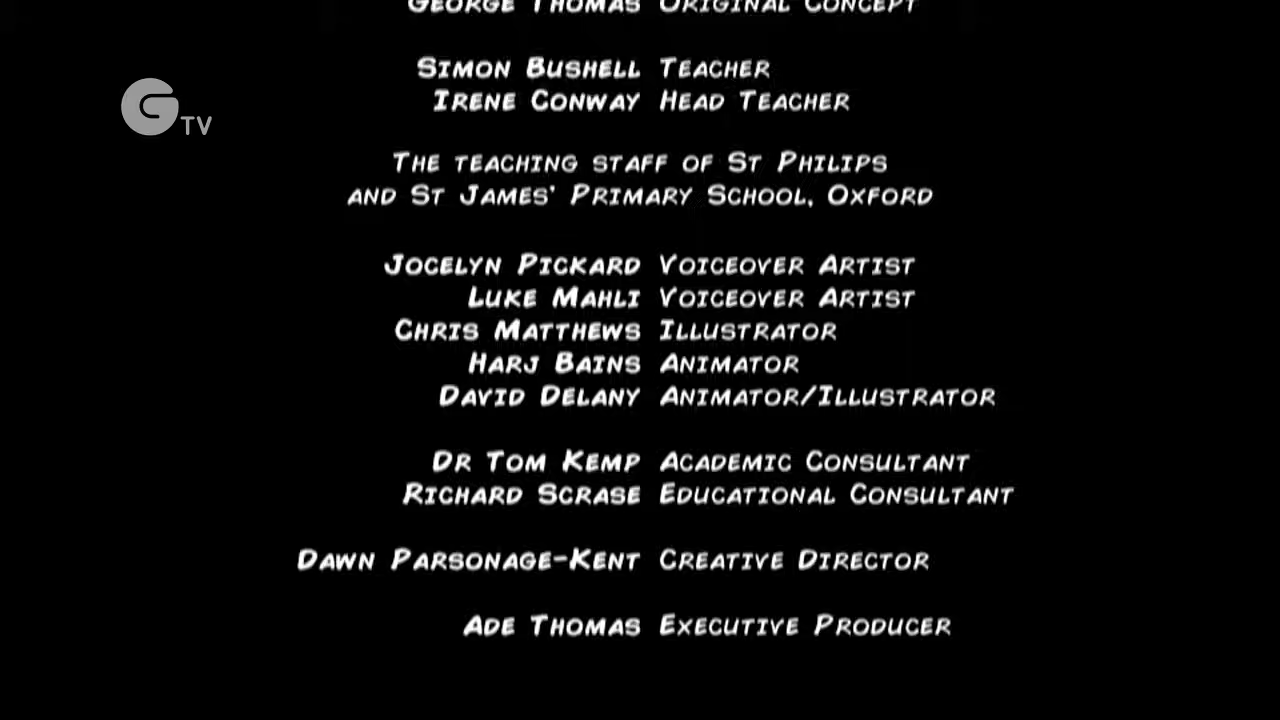 GEORGE THOMAS ORIGINAL CONCEPT
SIMON BUSHELL TEACHER
G TV
IRENE CONWAY HEAD TEACHER
THE TEACHING STAFF OF ST PHILIPS
AND ST JAMES' PRIMARY SCHOOL, OXFORD
JOCELYN PICKARD VOICEOVER ARTIST
LUKE MAHLI VOICEOVER ARTIST
CHRIS MATTHEWS ILLUSTRATOR
HARJ BAINS ANIMATOR
DAVID DELANY ANIMATOR/ILLUSTRATOR
DR TOM KEMP ACADEMIC CONSULTANT
RICHARD SCRASE EDUCATIONAL CONSULTANT
DAWN PARSONAGE-KENT CREATIVE DIRECTOR
ADE THOMAS EXECUTIVE PRODUCER